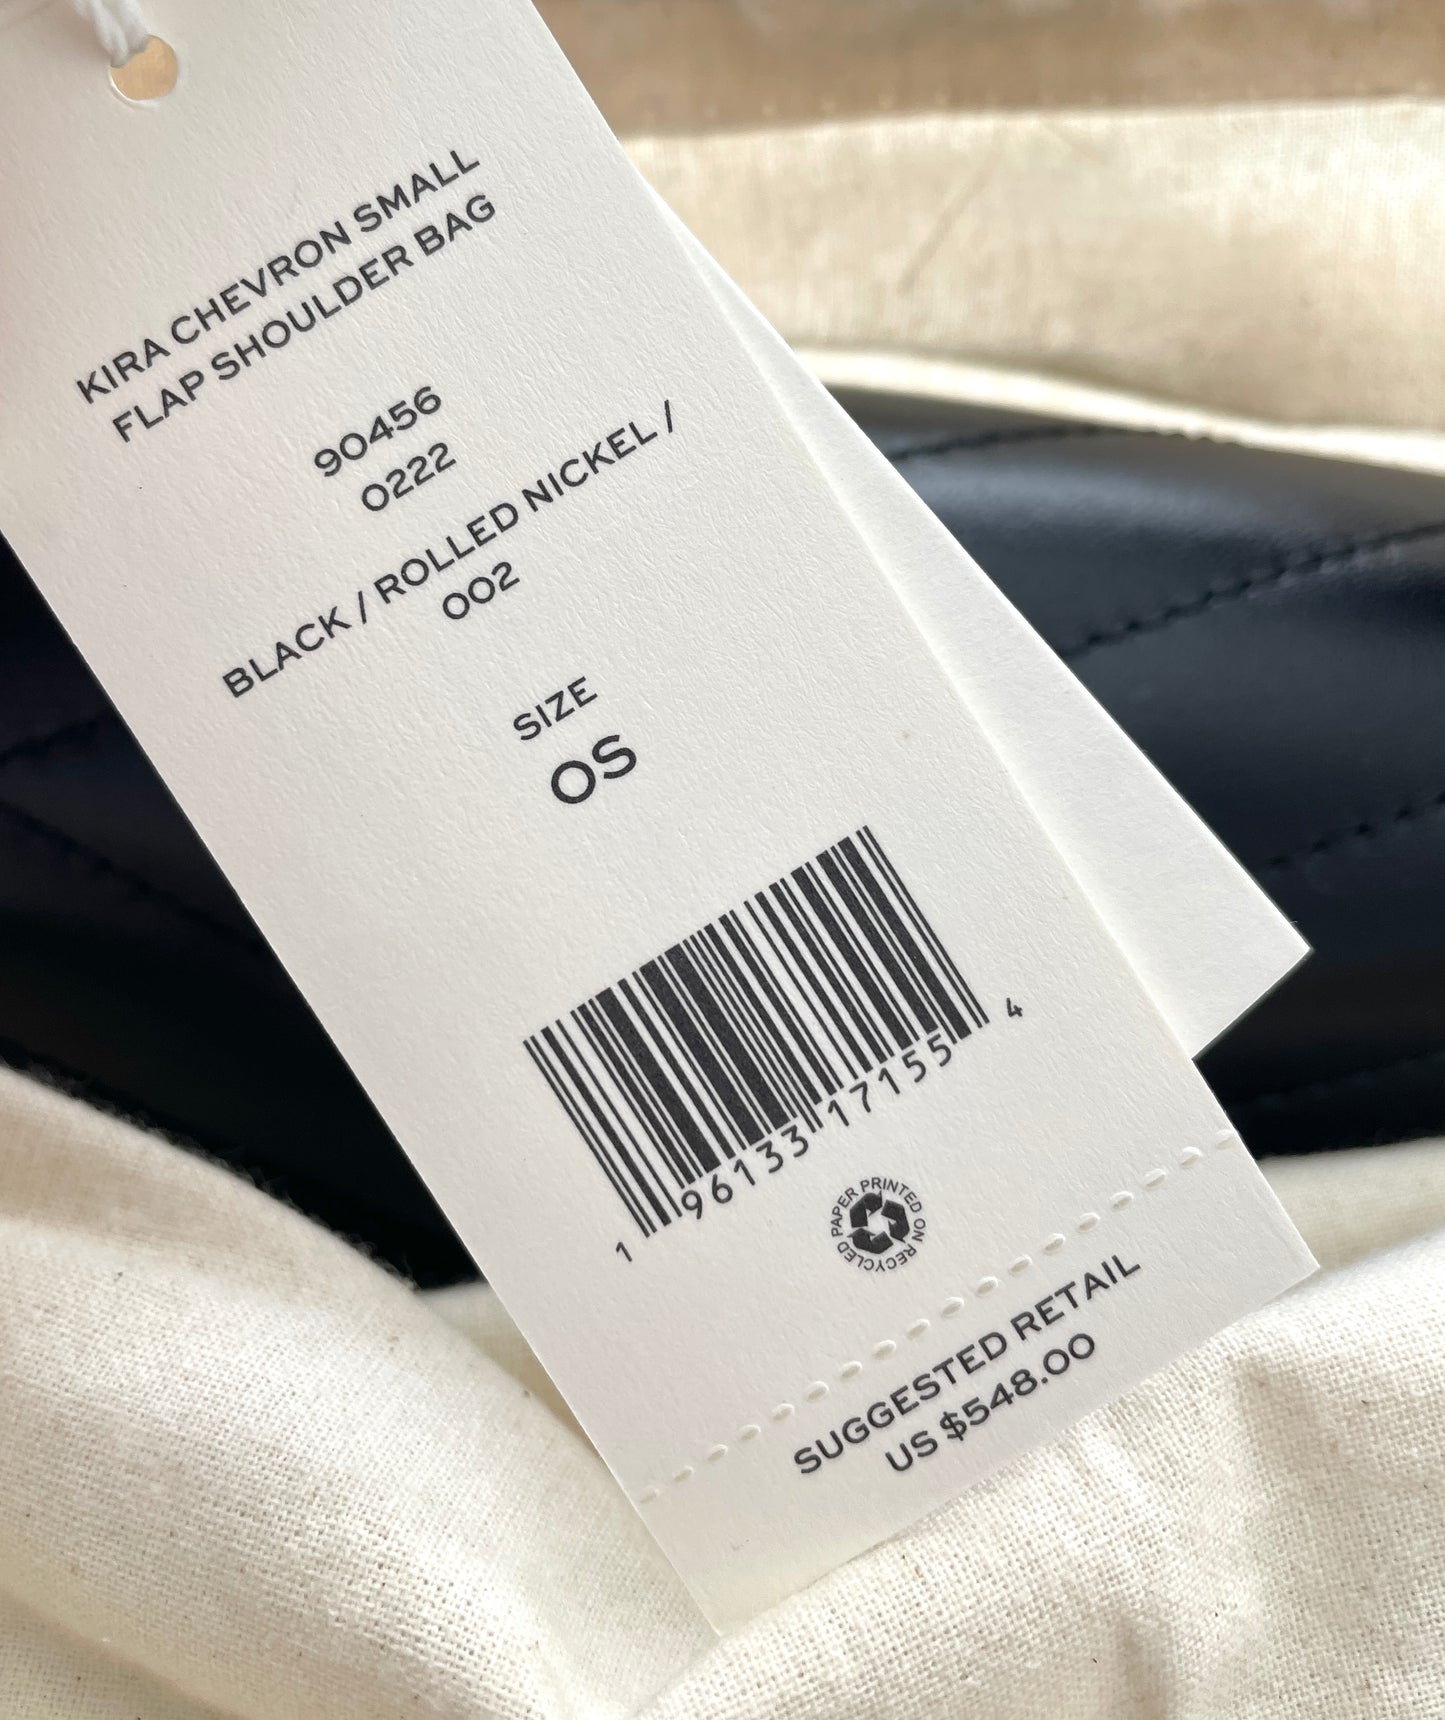 KIRA CHEVRON SMALL
FLAP SHOULDER BAG
90456
0222
BLACK / ROLLED NICKEL /
002
SIZE
OS
1 96133 17155 4
PAPER PRINTED ON RECYCLED
SUGGESTED RETAIL
US $548.00